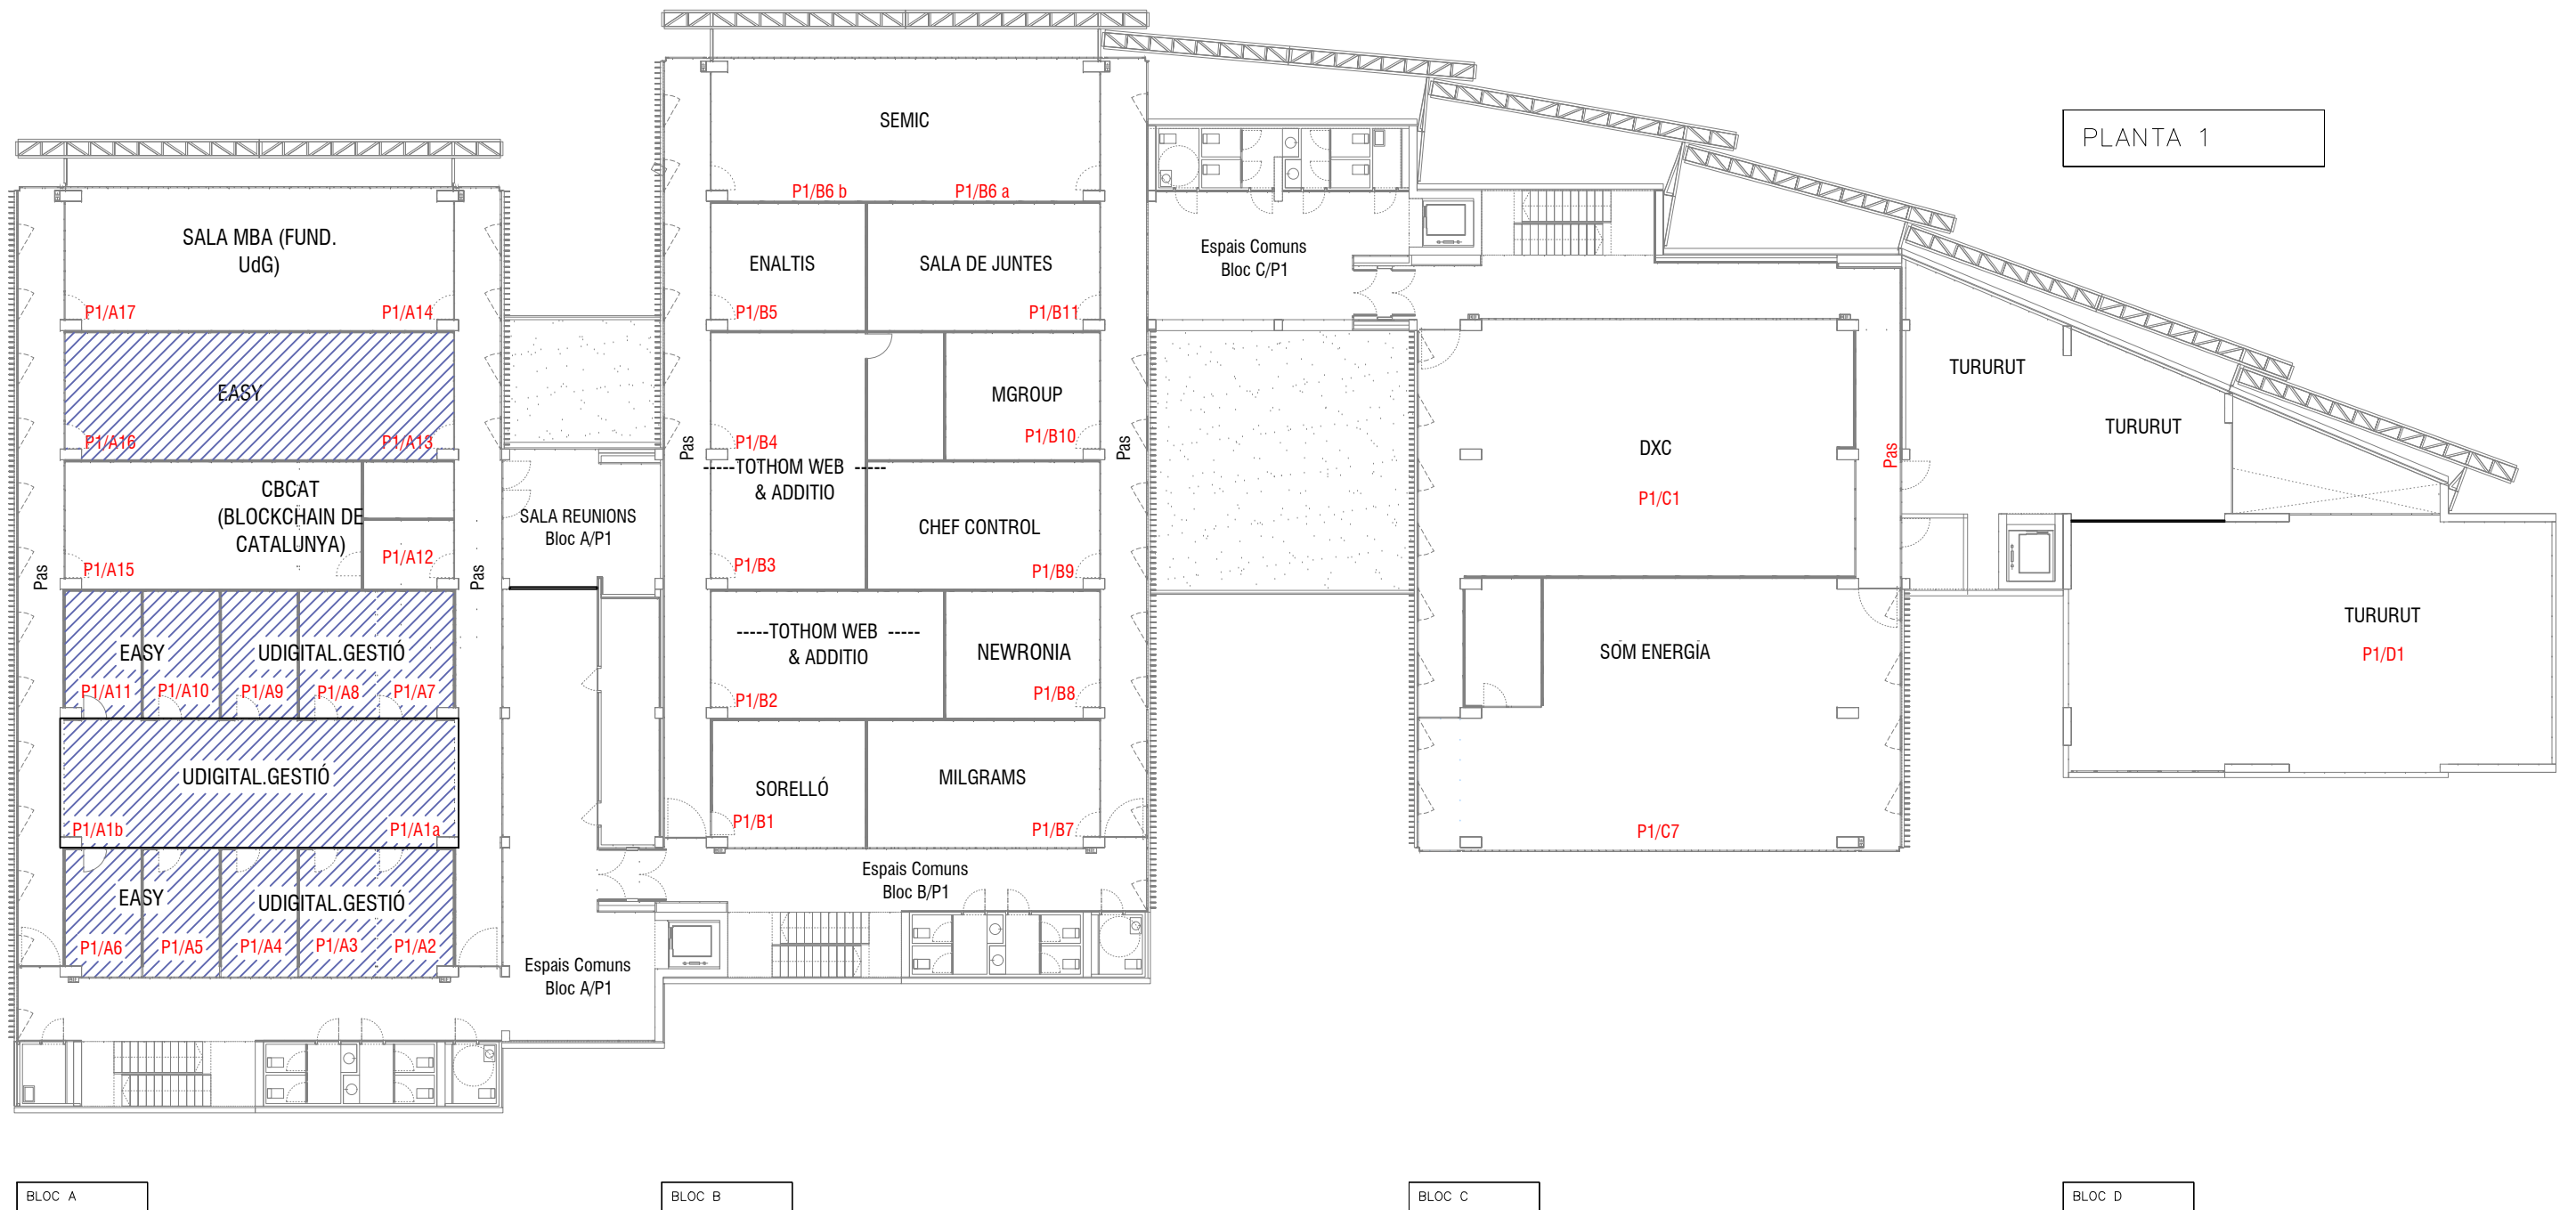 PLANTA 1
SALA MBA (FUND.
UdG)
P1/A17
P1/A14
EASY
P1/A16
P1/A13
CBCAT
(BLOCKCHAIN DE
CATALUNYA)
P1/A15
P1/A12
Pas
Pas
EASY
UDIGITAL.GESTIÓ
P1/A11
P1/A10
P1/A9
P1/A8
P1/A7
UDIGITAL.GESTIÓ
P1/A1b
P1/A1a
EASY
UDIGITAL.GESTIÓ
P1/A6
P1/A5
P1/A4
P1/A3
P1/A2
SALA REUNIONS
Bloc A/P1
Espais Comuns
Bloc A/P1
SEMIC
P1/B6 b
P1/B6 a
ENALTIS
SALA DE JUNTES
P1/B5
P1/B11
MGROUP
P1/B4
P1/B10
Pas
Pas
-----TOTHOM WEB -----
& ADDITIO
CHEF CONTROL
P1/B3
P1/B9
-----TOTHOM WEB -----
& ADDITIO
NEWRONIA
P1/B2
P1/B8
SORELLÓ
MILGRAMS
P1/B1
P1/B7
Espais Comuns
Bloc B/P1
Espais Comuns
Bloc C/P1
DXC
P1/C1
Pas
SOM ENERGÍA
P1/C7
TURURUT
TURURUT
TURURUT
P1/D1
BLOC A
BLOC B
BLOC C
BLOC D